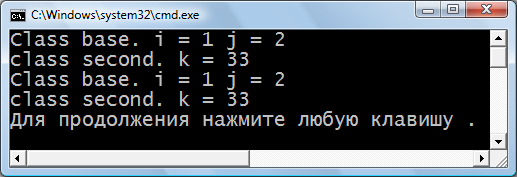 C:\Windows\system32\cmd.exe
Class base. i = 1 j = 2
class second. k = 33
Class base. i = 1 j = 2
class second. k = 33
Для продолжения нажмите любую клавишу .